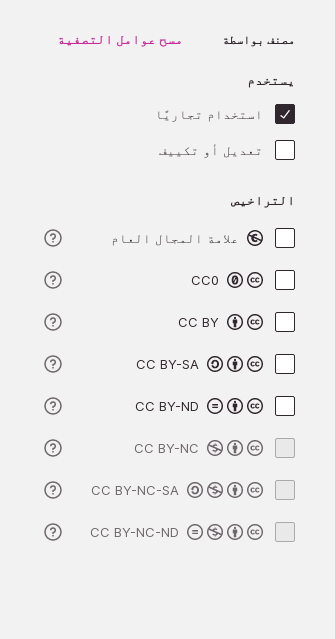 مصنف بواسطة مسح عوامل التصفية
يستخدم
استخدام تجاريًا
تعديل أو تكييف
التراخيص
علامة المجال العام
CC0
CC BY
CC BY-SA
CC BY-ND
CC BY-NC
CC BY-NC-SA
CC BY-NC-ND